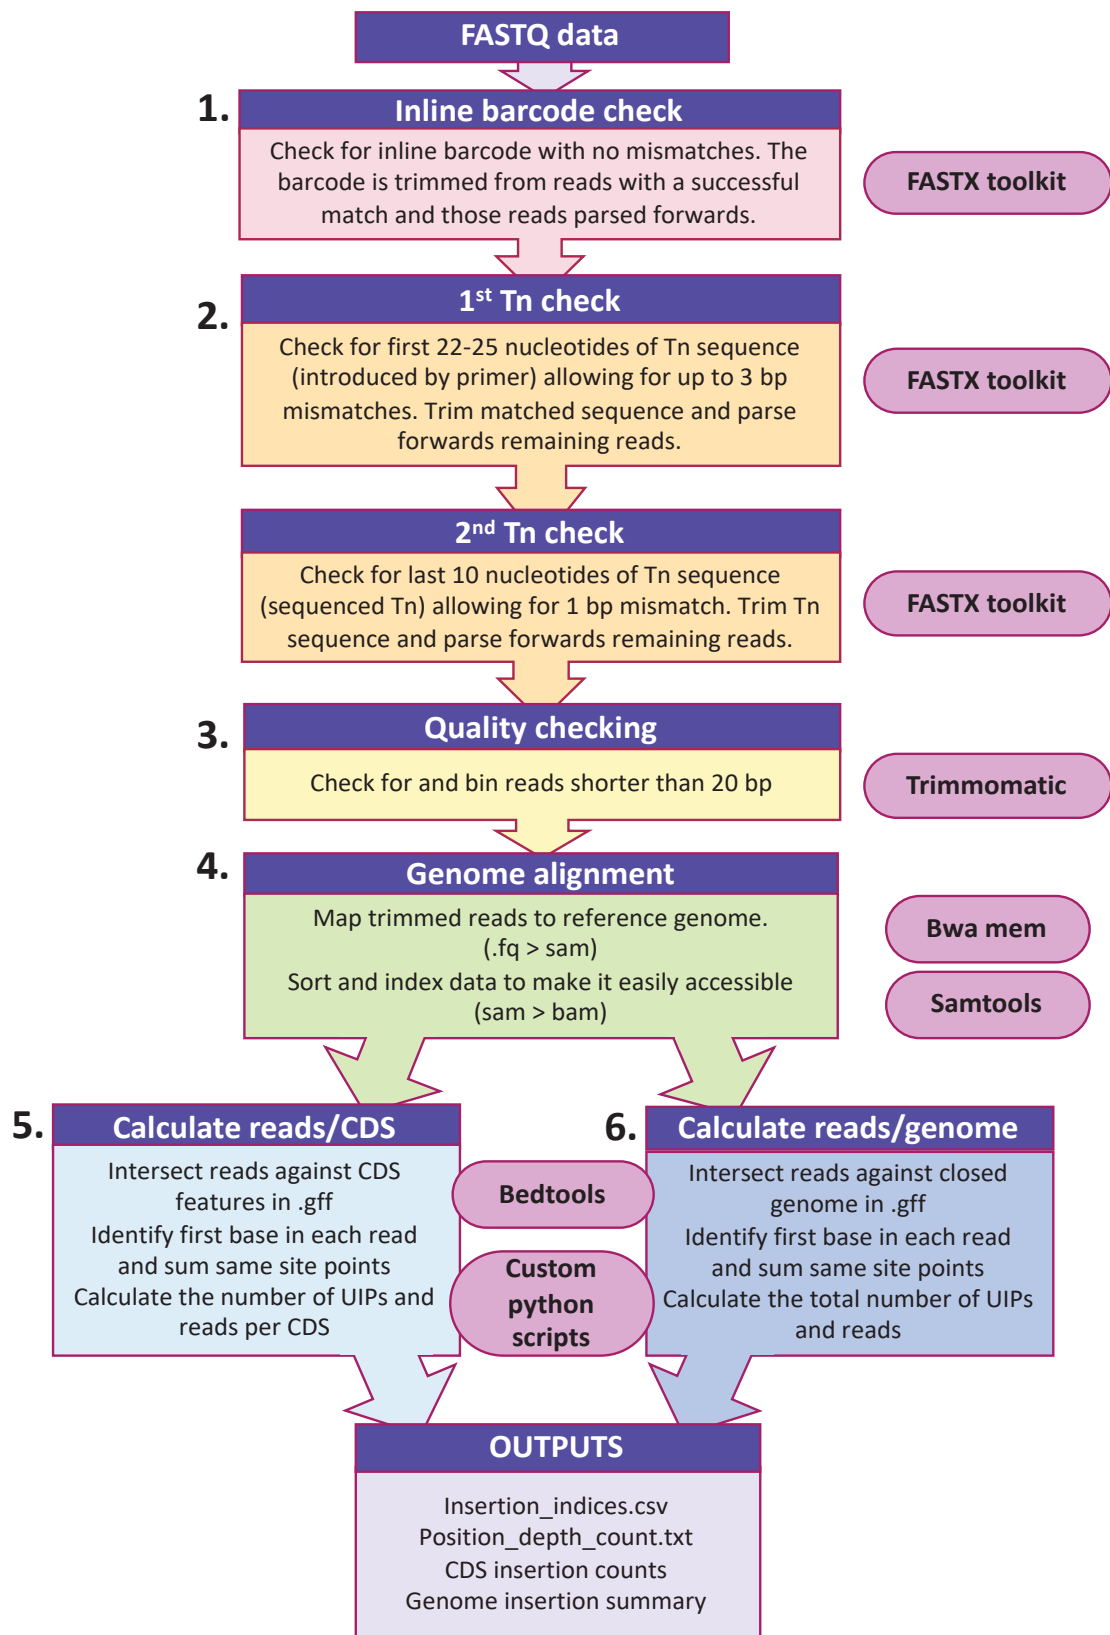 FASTQ data
1.
Inline barcode check
Check for inline barcode with no mismatches. The
barcode is trimmed from reads with a successful
match and those reads parsed forwards.
FASTX toolkit
2.
1st Tn check
Check for first 22-25 nucleotides of Tn sequence
(introduced by primer) allowing for up to 3 bp
mismatches. Trim matched sequence and parse
forwards remaining reads.
FASTX toolkit
2nd Tn check
Check for last 10 nucleotides of Tn sequence
(sequenced Tn) allowing for 1 bp mismatch. Trim Tn
sequence and parse forwards remaining reads.
FASTX toolkit
3.
Quality checking
Check for and bin reads shorter than 20 bp
Trimmomatic
4.
Genome alignment
Map trimmed reads to reference genome.
(.fq > sam)
Sort and index data to make it easily accessible
(sam > bam)
Bwa mem
Samtools
5.
Calculate reads/CDS
Intersect reads against CDS
features in .gff
Identify first base in each read
and sum same site points
Calculate the number of UIPs and
reads per CDS
Bedtools
Custom
python
scripts
6.
Calculate reads/genome
Intersect reads against closed
genome in .gff
Identify first base in each read
and sum same site points
Calculate the total number of UIPs
and reads
OUTPUTS
Insertion_indices.csv
Position_depth_count.txt
CDS insertion counts
Genome insertion summary